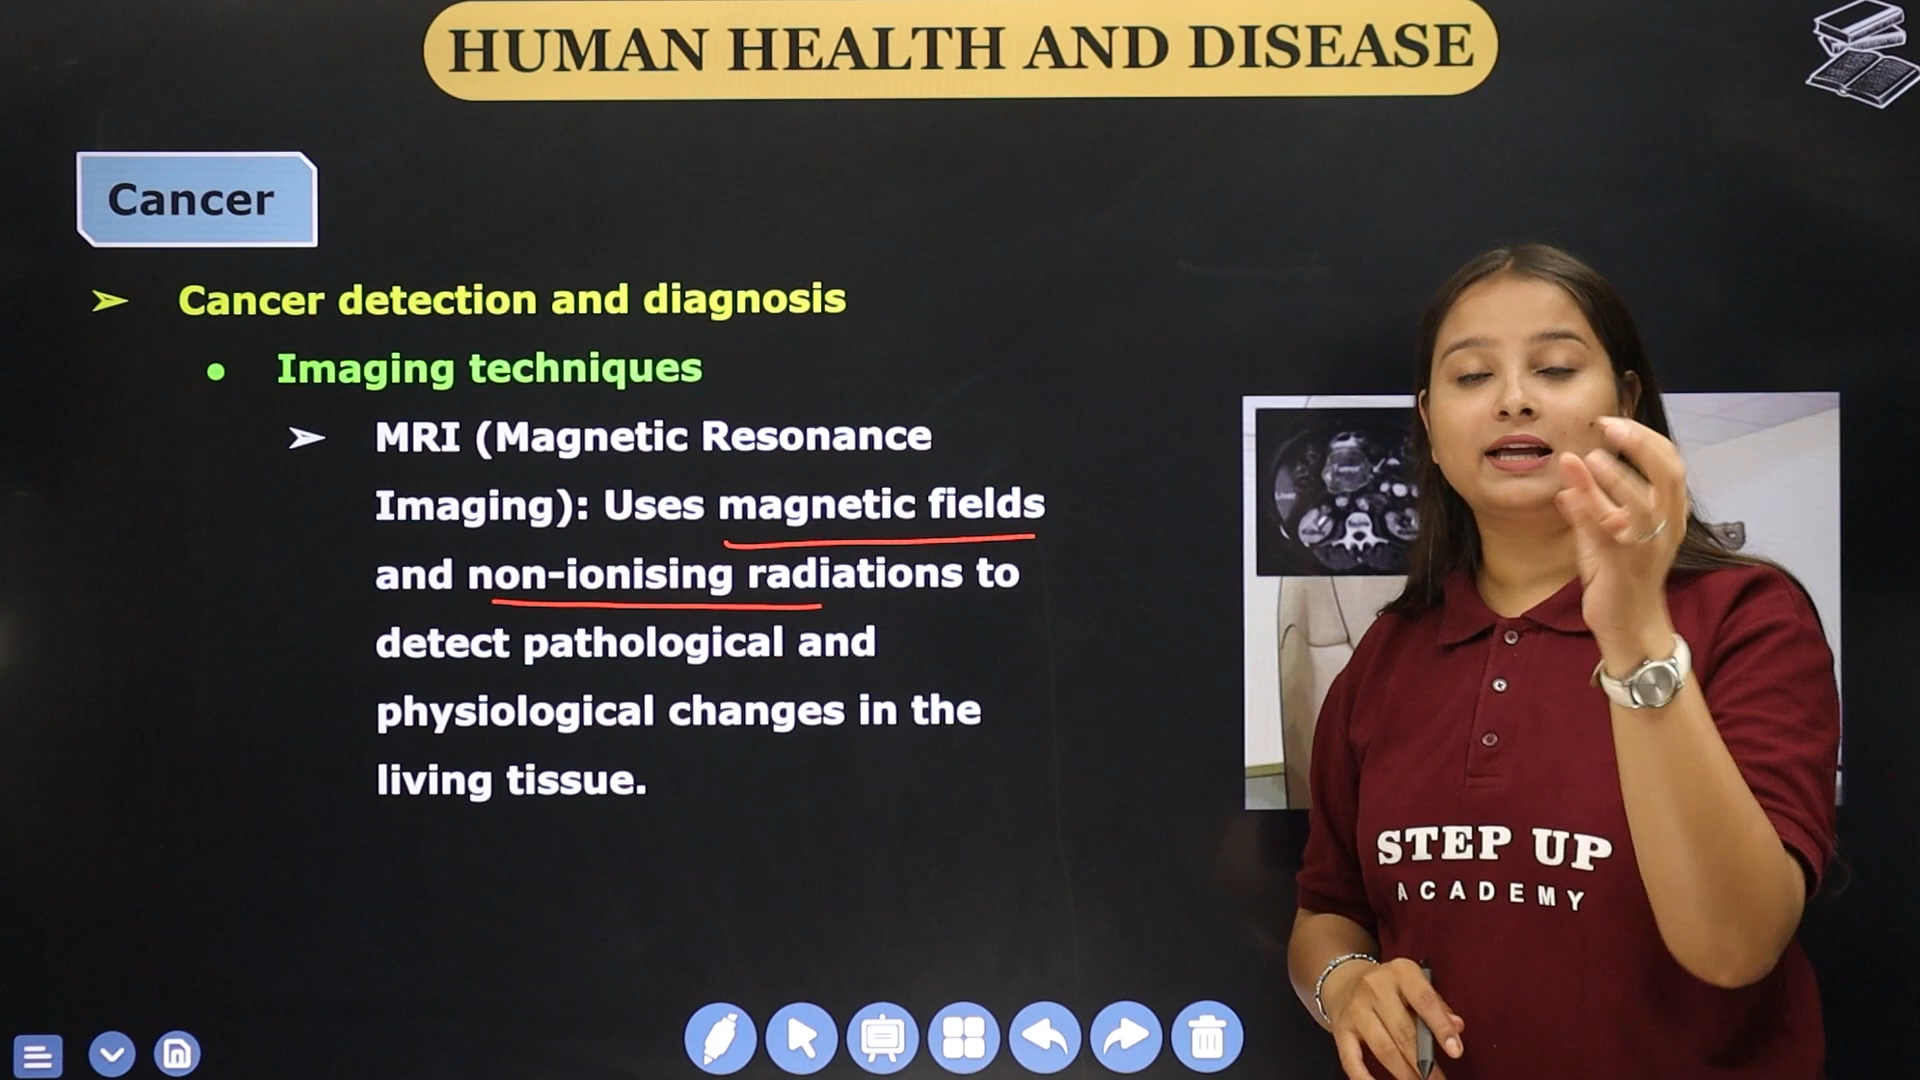 HUMAN HEALTH AND DISEASE
Cancer
Cancer detection and diagnosis
Imaging techniques
MRI (Magnetic Resonance
Imaging): Uses magnetic fields
and non-ionising radiations to
detect pathological and
physiological changes in the
living tissue.
Liver
STEP UP
ACADEMY